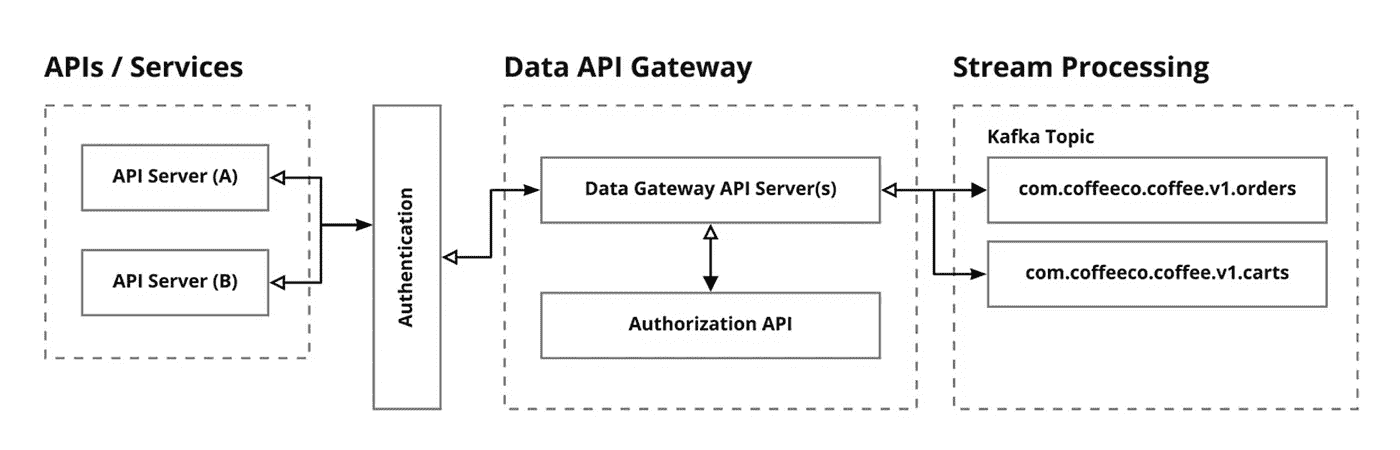 APIs / Services
API Server (A)
API Server (B)
Authentication
Data API Gateway
Data Gateway API Server(s)
Authorization API
Stream Processing
Kafka Topic
com.coffeeco.coffee.v1.orders
com.coffeeco.coffee.v1.carts